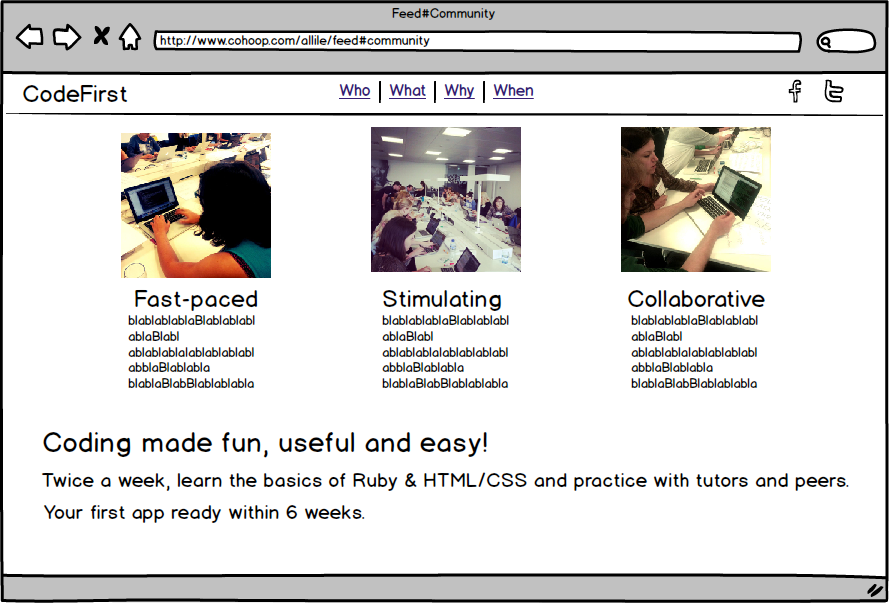 Feed#Community
http://www.cohoop.com/allile/feed#community
CodeFirst
Who | What | Why | When
Fast-paced
blablablablaBlablablabl
ablaBlabl
ablablablalablablablabl
abblaBlablabla
blablaBlabBlablablabla
Stimulating
blablablablaBlablablabl
ablaBlabl
ablablablalablablablabl
abblaBlablabla
blablaBlabBlablablabla
Collaborative
blablablablaBlablablabl
ablaBlabl
ablablablalablablablabl
abblaBlablabla
blablaBlabBlablablabla
Coding made fun, useful and easy!
Twice a week, learn the basics of Ruby & HTML/CSS and practice with tutors and peers.
Your first app ready within 6 weeks.